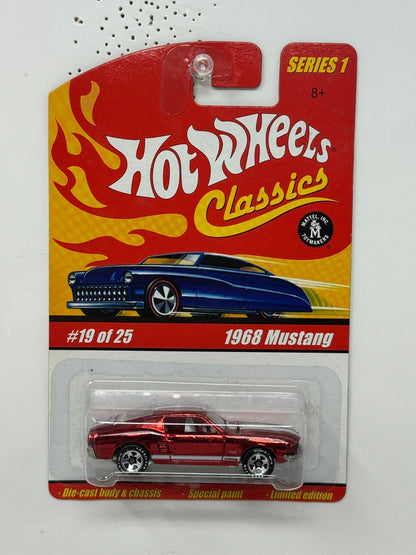 SERIES 1
8+
Hot Wheels
Classics
MATTEL, INC.
M
TOYMAKERS
#19 of 25
1968 Mustang
· Die-cast body & chassis · Special paint · Limited edition